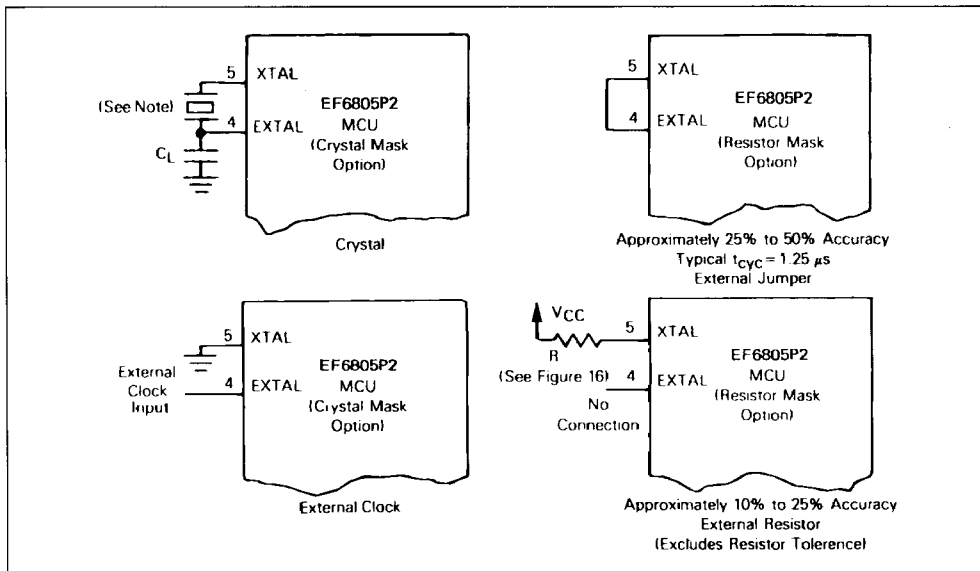 5 XTAL
(See Note)
4 EXTAL
CL
EF6805P2
MCU
(Crystal Mask
Option)
Crystal
5 XTAL
4 EXTAL
EF6805P2
MCU
(Resistor Mask
Option)
Approximately 25% to 50% Accuracy
Typical tcyc = 1.25 μs
External Jumper
5 XTAL
External
Clock
Input
4 EXTAL
EF6805P2
MCU
(Crystal Mask
Option)
External Clock
VCC
5 XTAL
R
(See Figure 16)
4 EXTAL
No
Connection
EF6805P2
MCU
(Resistor Mask
Option)
Approximately 10% to 25% Accuracy
External Resistor
(Excludes Resistor Tolerence)